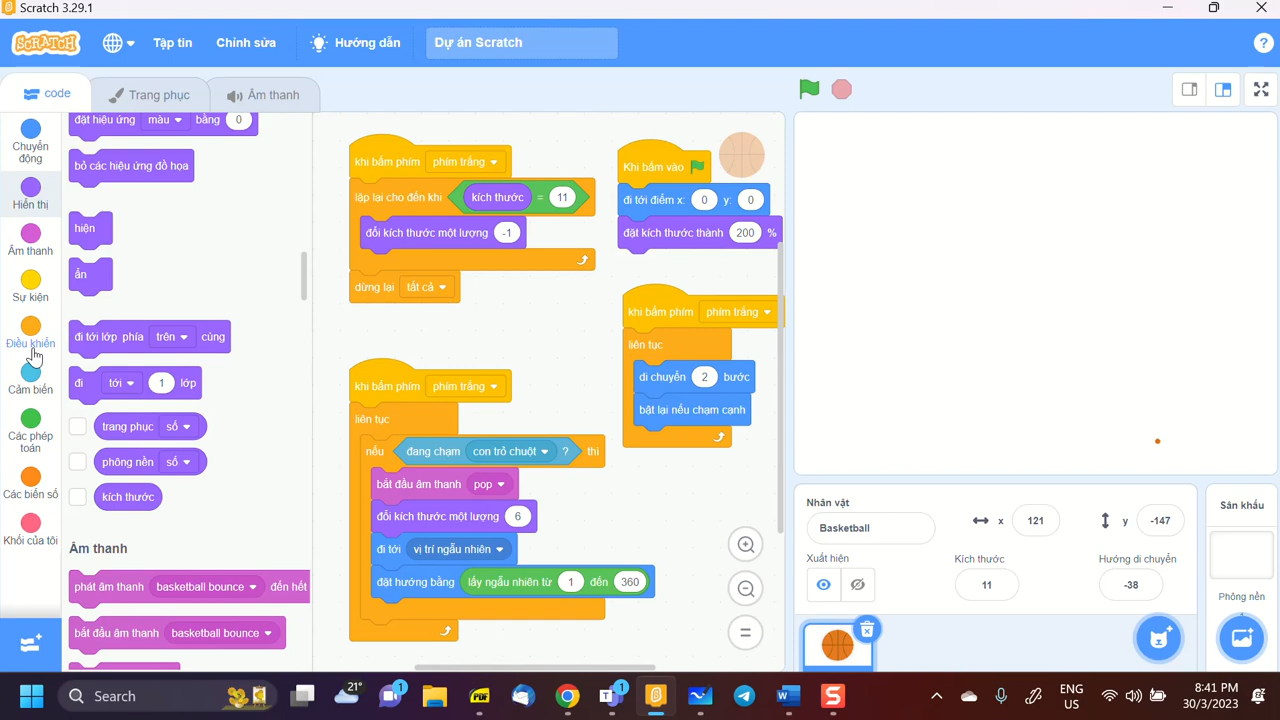 Scratch 3.29.1
SCRATCH
Tập tin
Chỉnh sửa
Hướng dẫn
Dự án Scratch
?
code
Trang phục
Âm thanh
Chuyển động
Hiển thị
Âm thanh
Sự kiện
Điều khiển
Cảm biến
Các phép toán
Các biến số
Khối của tôi
đặt hiệu ứng màu bằng 0
bỏ các hiệu ứng đồ họa
hiện
ẩn
đi tới lớp phía trên cùng
đi tới 1 lớp
trang phục số
phông nền số
kích thước
Âm thanh
phát âm thanh basketball bounce đến hết
bắt đầu âm thanh basketball bounce
khi bấm phím phím trắng
lặp lại cho đến khi kích thước = 11
đổi kích thước một lượng -1
dừng lại tất cả
khi bấm phím phím trắng
liên tục
nếu đang chạm con trỏ chuột ? thì
bắt đầu âm thanh pop
đổi kích thước một lượng 6
đi tới vị trí ngẫu nhiên
đặt hướng bằng lấy ngẫu nhiên từ 1 đến 360
Khi bấm vào
đi tới điểm x: 0 y: 0
đặt kích thước thành 200 %
khi bấm phím phím trắng
liên tục
di chuyển 2 bước
bật lại nếu chạm cạnh
Nhân vật
Basketball
x 121
y -147
Xuất hiện
Kích thước
11
Hướng di chuyển
-38
Sân khấu
Phông nền
Search
21°
1
PDF
1
ENG
US
8:41 PM
30/3/2023